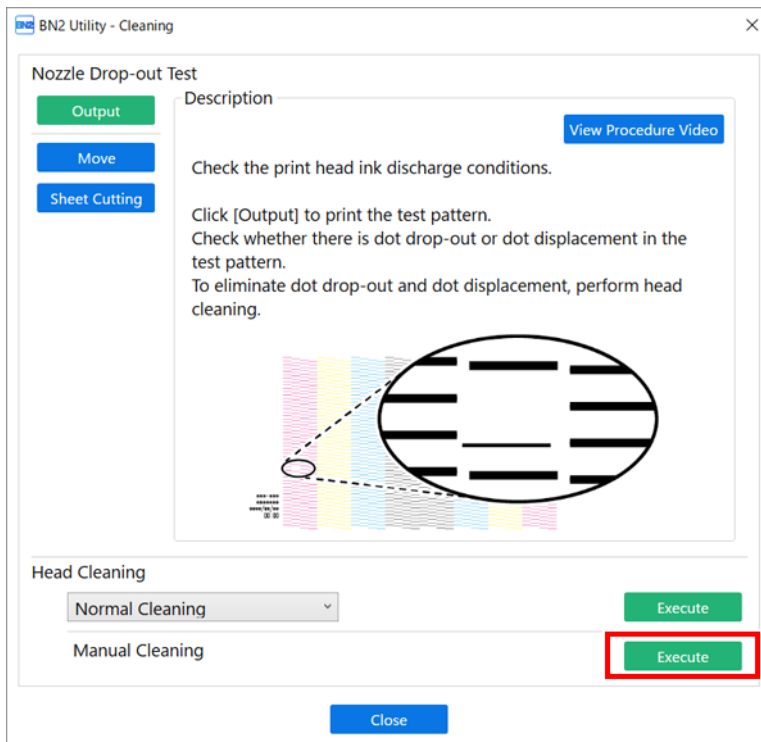 BN2 BN2 Utility - Cleaning
Nozzle Drop-out Test
Output
Move
Sheet Cutting
Description
View Procedure Video
Check the print head ink discharge conditions.
Click [Output] to print the test pattern.
Check whether there is dot drop-out or dot displacement in the
test pattern.
To eliminate dot drop-out and dot displacement, perform head
cleaning.
Head Cleaning
Normal Cleaning
Execute
Manual Cleaning
Execute
Close